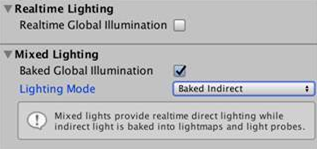 Realtime Lighting
Realtime Global Illumination
Mixed Lighting
Baked Global Illumination
Lighting Mode Baked Indirect
Mixed lights provide realtime direct lighting while
indirect light is baked into lightmaps and light probes.